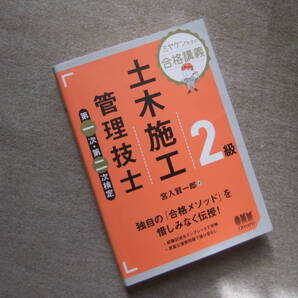 ミヤケン先生の
合格講義
2級
土木施工
管理技士
第一次・第二次検定
宮入賢一郎 著
独自の「合格メソッド」を
惜しみなく伝授！
Ohmsha